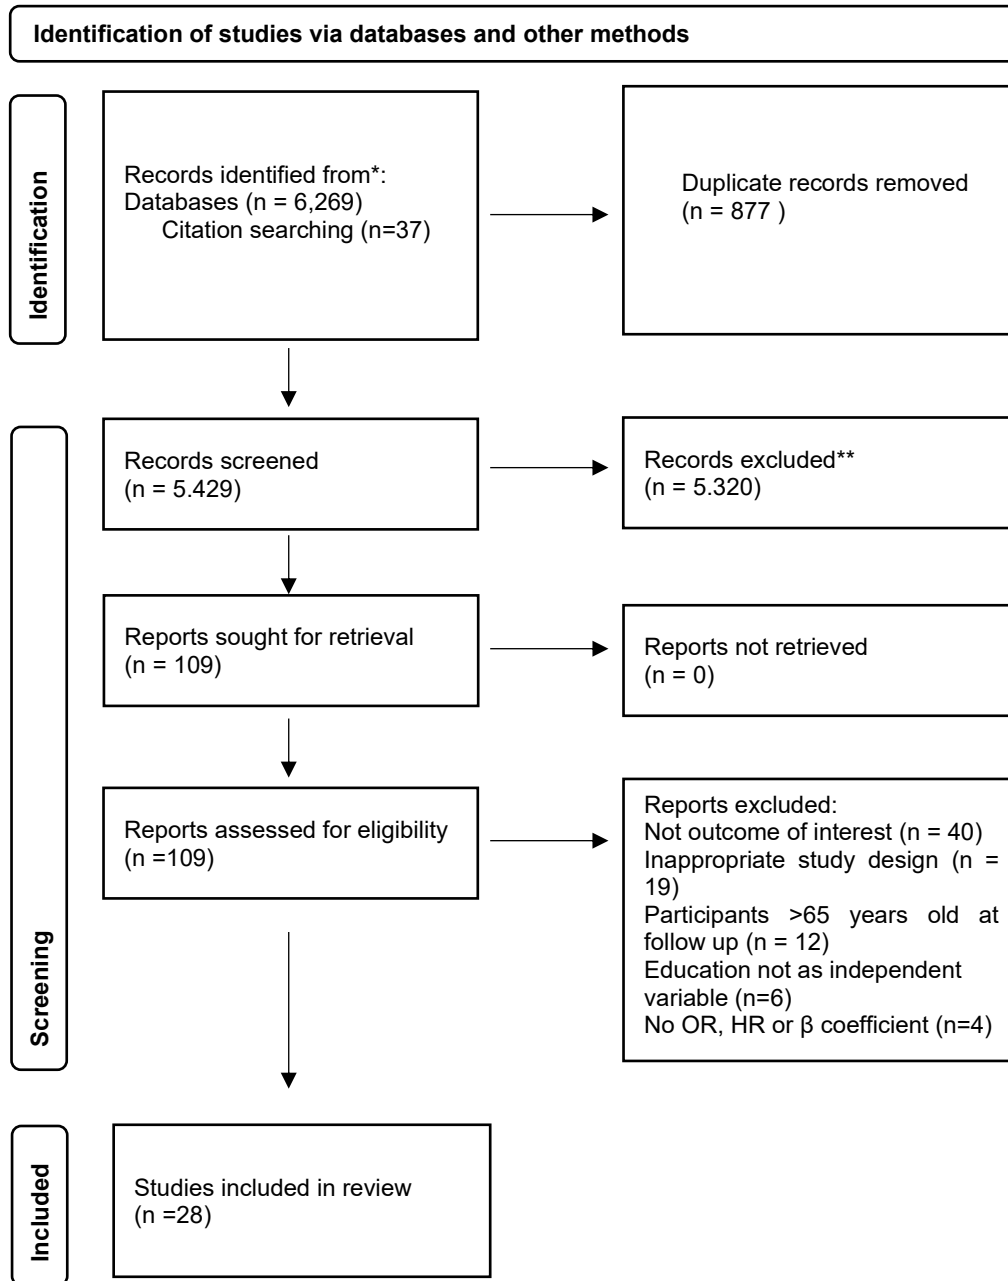 Identification of studies via databases and other methods
Identification
Records identified from*:
Databases (n = 6,269)
Citation searching (n=37)
Duplicate records removed
(n = 877 )
Screening
Records screened
(n = 5.429)
Records excluded**
(n = 5.320)
Reports sought for retrieval
(n = 109)
Reports not retrieved
(n = 0)
Reports assessed for eligibility
(n =109)
Reports excluded:
Not outcome of interest (n = 40)
Inappropriate study design (n =
19)
Participants >65 years old at
follow up (n = 12)
Education not as independent
variable (n=6)
No OR, HR or β coefficient (n=4)
Included
Studies included in review
(n =28)